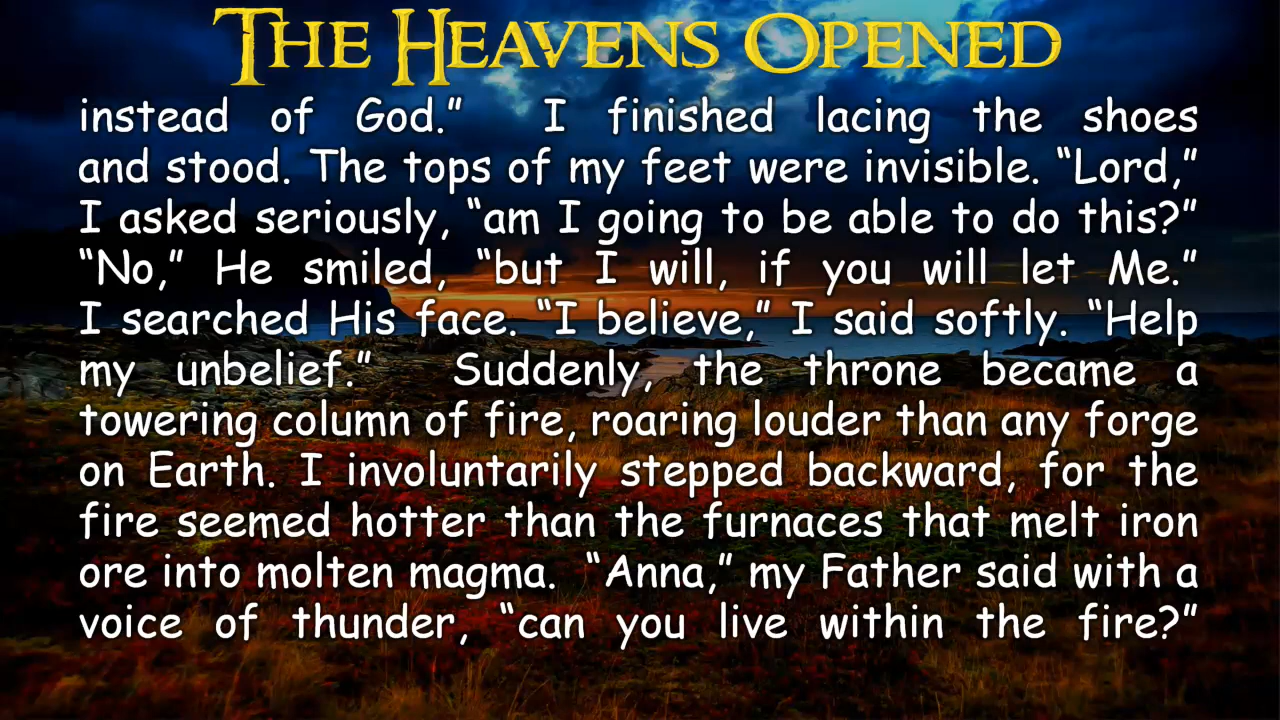 THE HEAVENS OPENED
instead of God.” I finished lacing the shoes
and stood. The tops of my feet were invisible. “Lord,”
I asked seriously, “am I going to be able to do this?”
“No,” He smiled, “but I will, if you will let Me.”
I searched His face. “I believe,” I said softly. “Help
my unbelief.” Suddenly, the throne became a
towering column of fire, roaring louder than any forge
on Earth. I involuntarily stepped backward, for the
fire seemed hotter than the furnaces that melt iron
ore into molten magma. “Anna,” my Father said with a
voice of thunder, “can you live within the fire?”